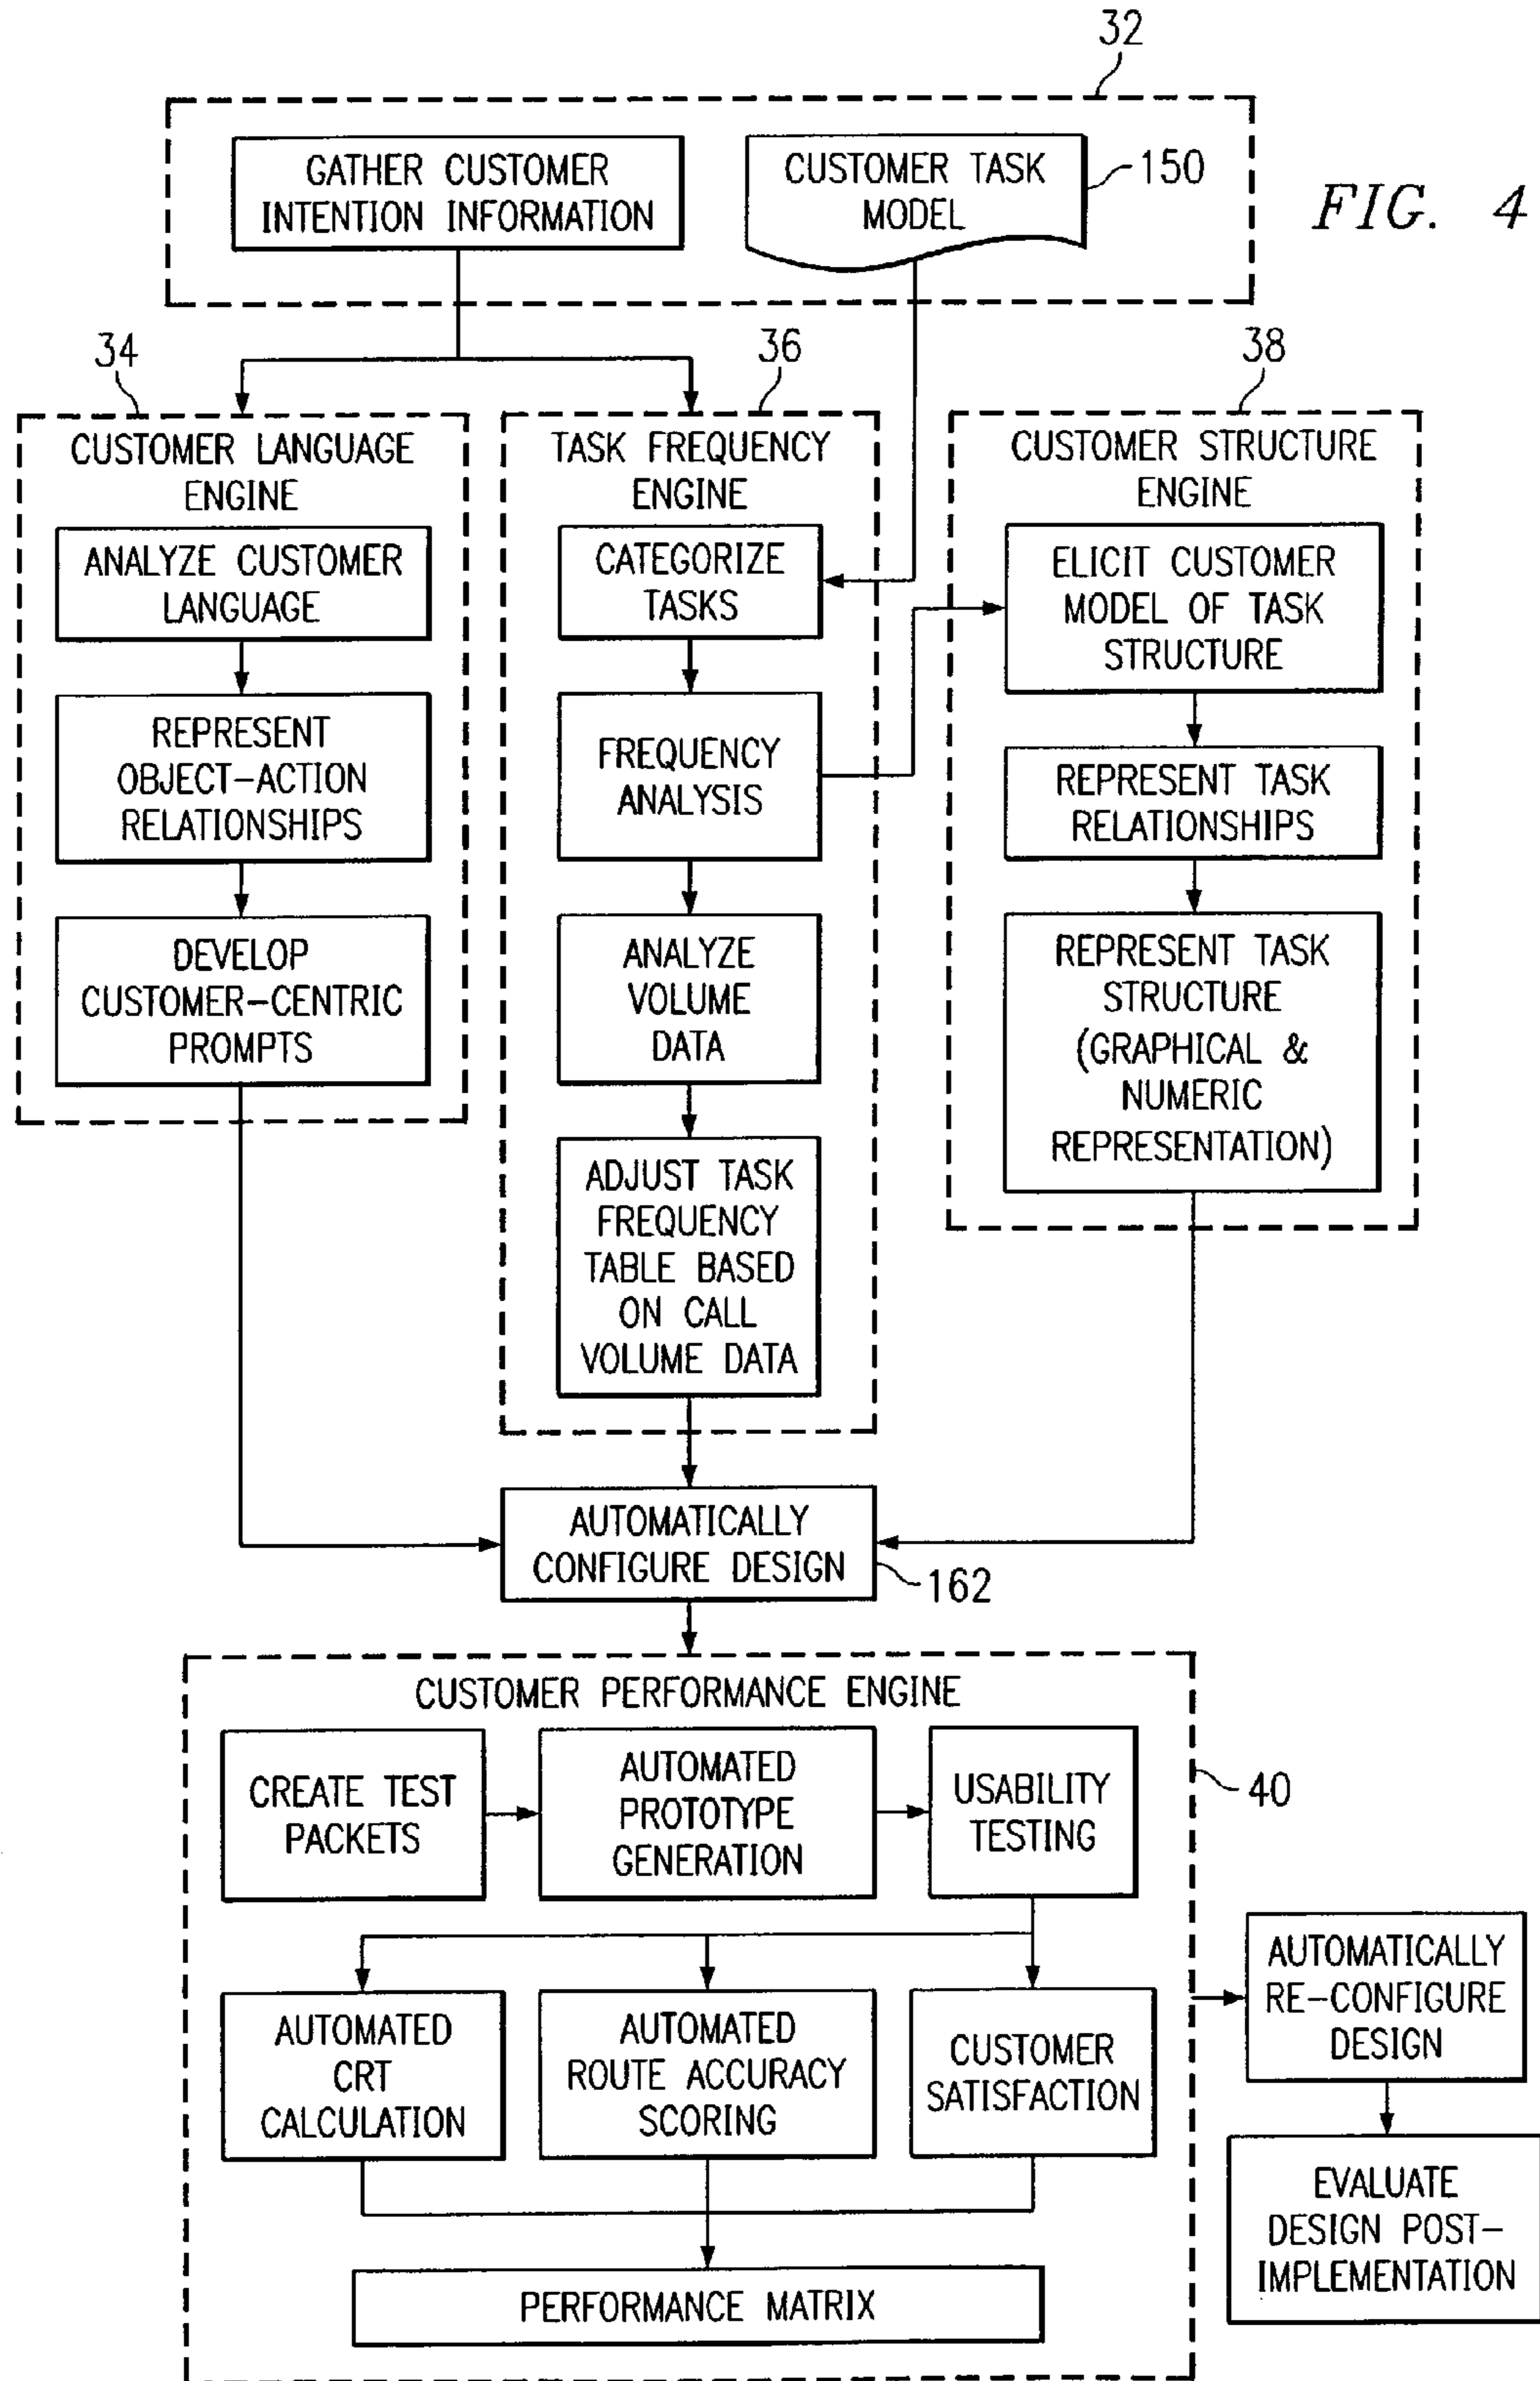 32
GATHER CUSTOMER
INTENTION INFORMATION
CUSTOMER TASK
MODEL
150
FIG. 4
34
36
38
CUSTOMER LANGUAGE
ENGINE
ANALYZE CUSTOMER
LANGUAGE
REPRESENT
OBJECT-ACTION
RELATIONSHIPS
DEVELOP
CUSTOMER-CENTRIC
PROMPTS
TASK FREQUENCY
ENGINE
CATEGORIZE
TASKS
FREQUENCY
ANALYSIS
ANALYZE
VOLUME
DATA
ADJUST TASK
FREQUENCY
TABLE BASED
ON CALL
VOLUME DATA
CUSTOMER STRUCTURE
ENGINE
ELICIT CUSTOMER
MODEL OF TASK
STRUCTURE
REPRESENT TASK
RELATIONSHIPS
REPRESENT TASK
STRUCTURE
(GRAPHICAL &
NUMERIC
REPRESENTATION)
AUTOMATICALLY
CONFIGURE DESIGN
162
CUSTOMER PERFORMANCE ENGINE
CREATE TEST
PACKETS
AUTOMATED
PROTOTYPE
GENERATION
USABILITY
TESTING
40
AUTOMATED
CRT
CALCULATION
AUTOMATED
ROUTE ACCURACY
SCORING
CUSTOMER
SATISFACTION
PERFORMANCE MATRIX
AUTOMATICALLY
RE-CONFIGURE
DESIGN
EVALUATE
DESIGN POST-
IMPLEMENTATION